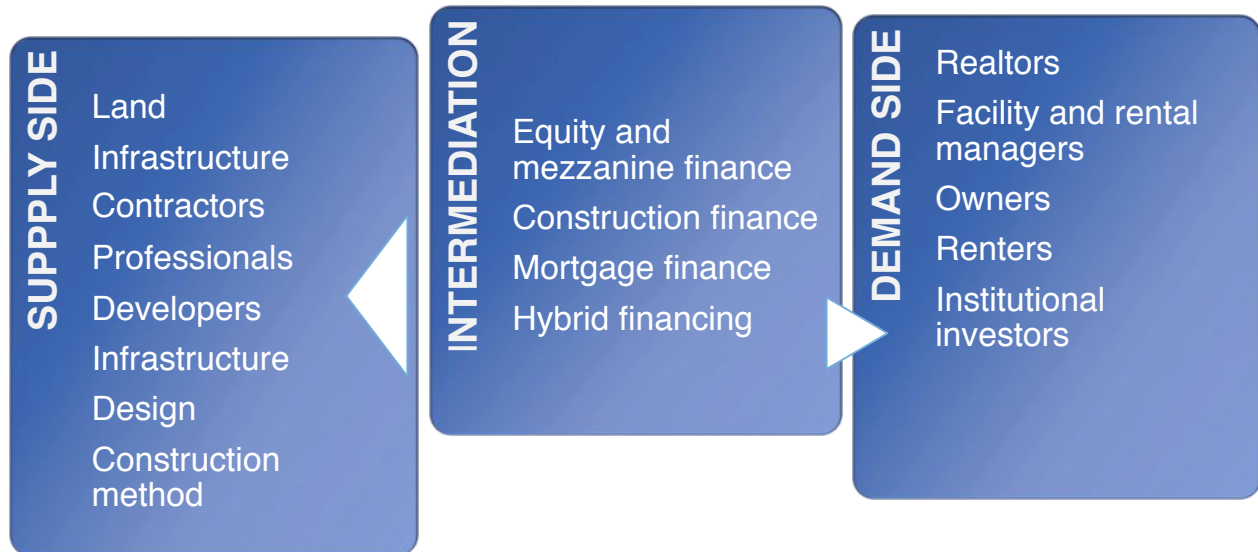 SUPPPLY SIDE
Land
Infrastructure
Contractors
Professionals
Developers
Infrastructure
Design
Construction
method
INTERMEDIATION
Equity and
mezzanine finance
Construction finance
Mortgage finance
Hybrid financing
DEMAND SIDE
Realtors
Facility and rental
managers
Owners
Renters
Institutional
investors